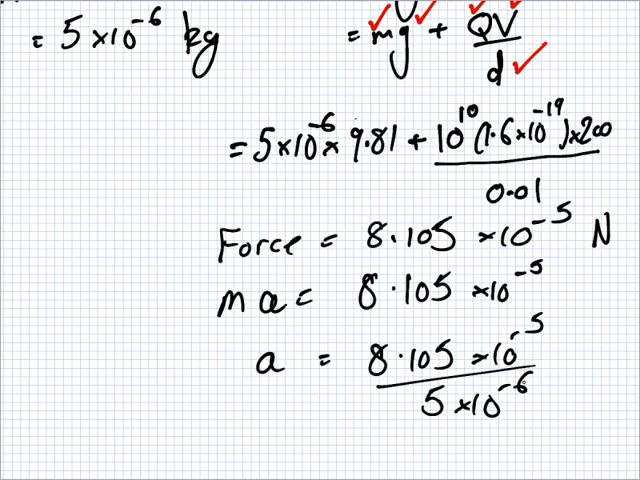 = 5 × 10⁻⁶ kg
= mg + QV/d
= 5 × 10⁻⁶ × 9.81 + 10¹⁰ (1.6 × 10⁻¹⁹) × 200 / 0.01
Force = 8.105 × 10⁻⁵ N
ma = 8.105 × 10⁻⁵
a = 8.105 × 10⁻⁵ / 5 × 10⁻⁶